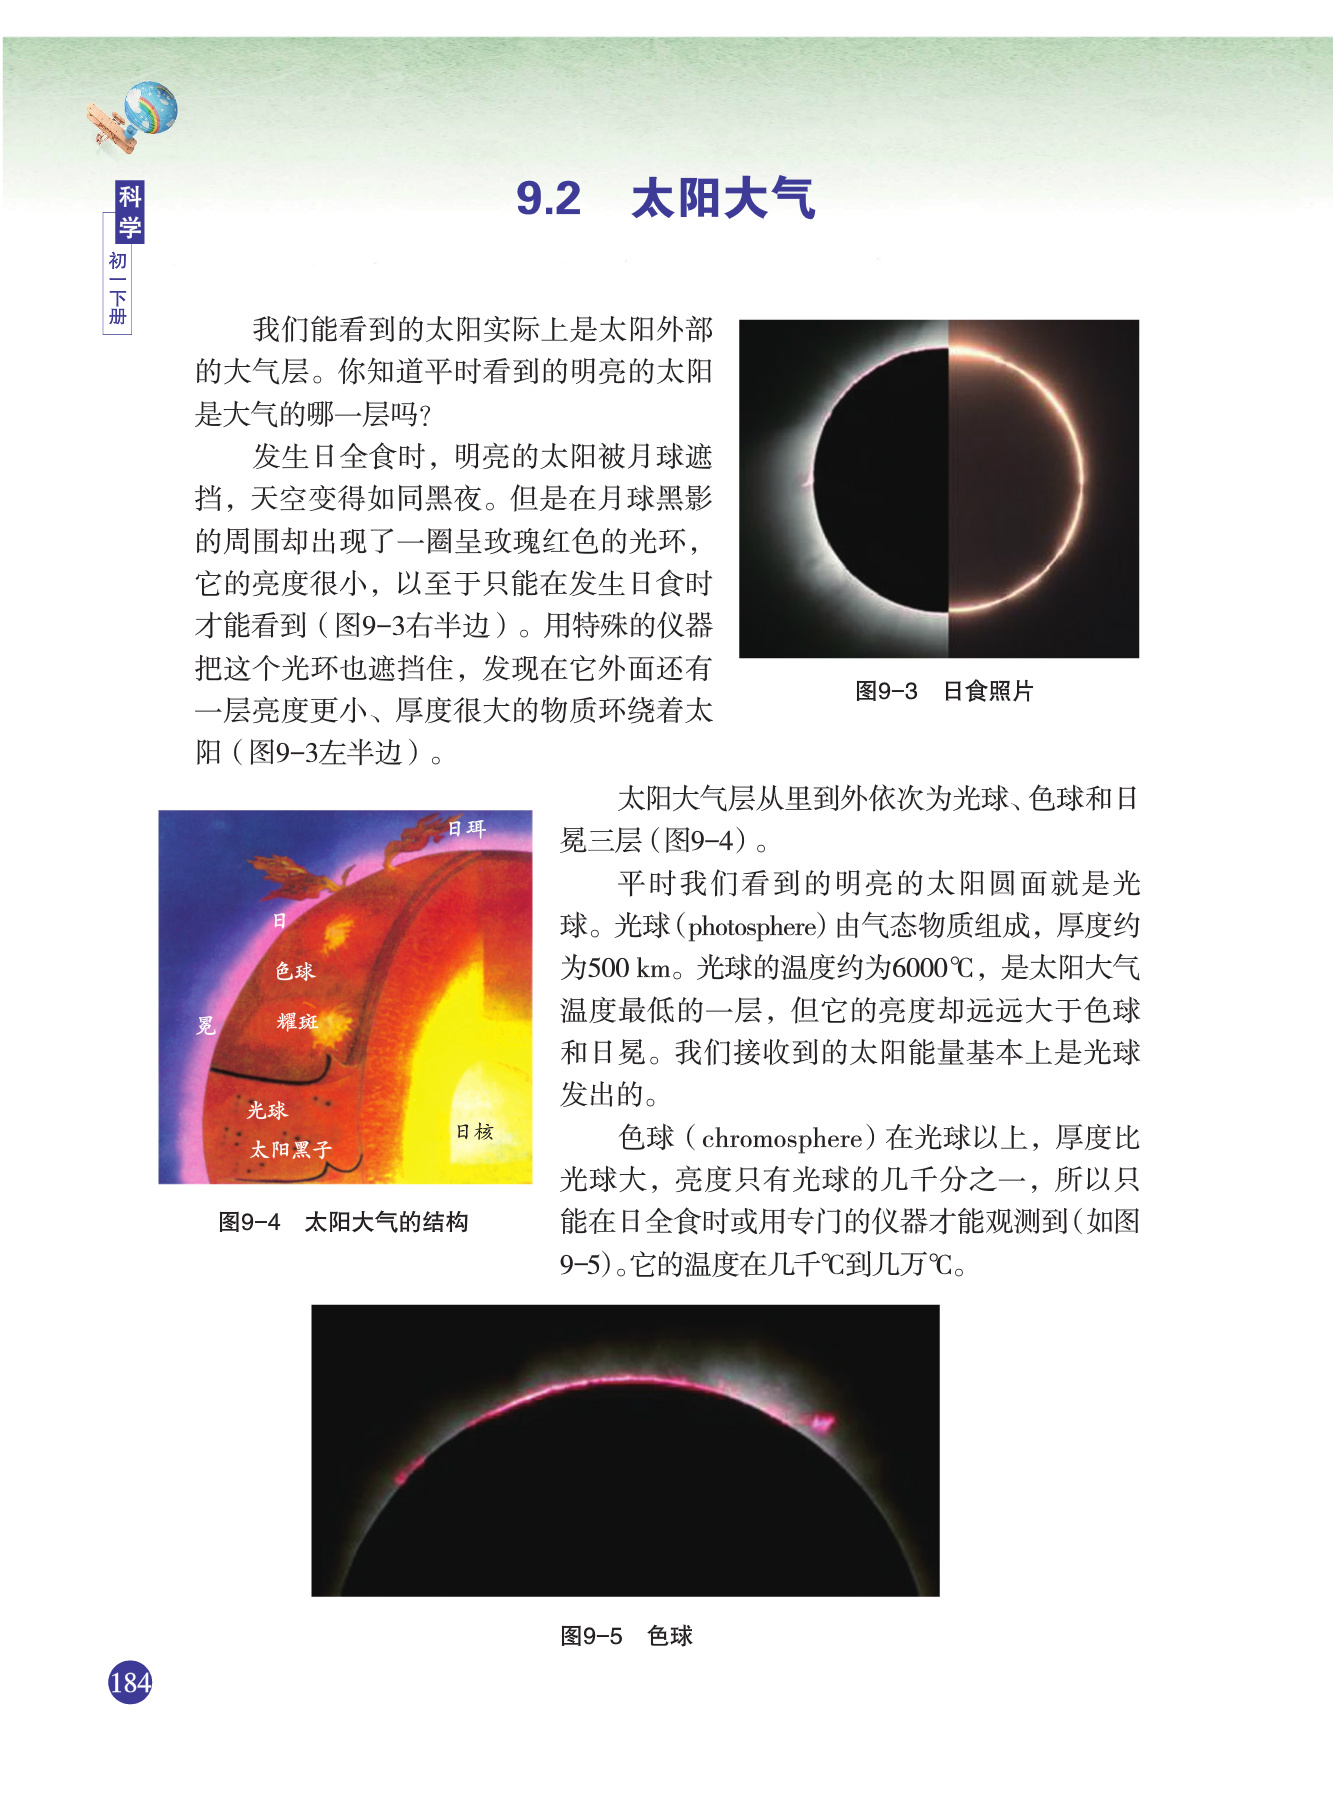 科学
初一下册
9.2 太阳大气
我们能看到的太阳实际上是太阳外部
的大气层。你知道平时看到的明亮的太阳
是大气的哪一层吗?
发生日全食时，明亮的太阳被月球遮
挡，天空变得如同黑夜。但是在月球黑影
的周围却出现了一圈呈玫瑰红色的光环，
它的亮度很小，以至于只能在发生日食时
才能看到（图9-3右半边）。用特殊的仪器
把这个光环也遮挡住，发现在它外面还有
一层亮度更小、厚度很大的物质环绕着太
阳（图9-3左半边）。
图9-3 日食照片
太阳大气层从里到外依次为光球、色球和日
冕三层（图9-4）。
平时我们看到的明亮的太阳圆面就是光
球。光球（photosphere）由气态物质组成，厚度约
为500 km。光球的温度约为6000℃，是太阳大气
温度最低的一层，但它的亮度却远远大于色球
和日冕。我们接收到的太阳能量基本上是光球
发出的。
色球（chromosphere）在光球以上，厚度比
光球大，亮度只有光球的几千分之一，所以只
能在日全食时或用专门的仪器才能观测到（如图
9-5）。它的温度在几千℃到几万℃。
日珥
日
色球
耀斑
冕
光球
太阳黑子
日核
图9-4 太阳大气的结构
图9-5 色球
184